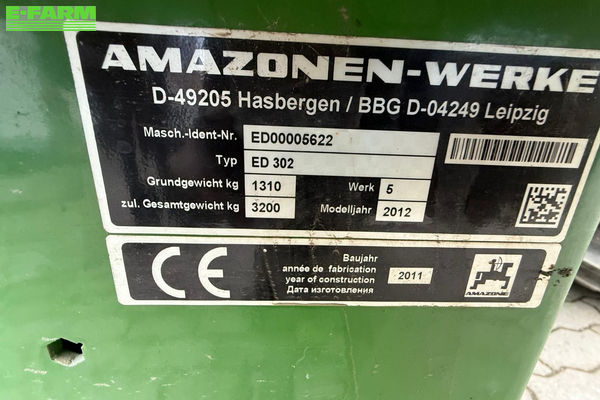 E-FARM
AMAZONEN-WERKE
D-49205 Hasbergen / BBG D-04249 Leipzig
Masch.-Ident-Nr. ED00005622
Typ ED 302
Grundgewicht kg 1310 Werk 5
zul. Gesamtgewicht kg 3200 Modelljahr 2012
CE
Baujahr
année de fabrication
year of construction
Дата изготовления
2011
AMAZONE